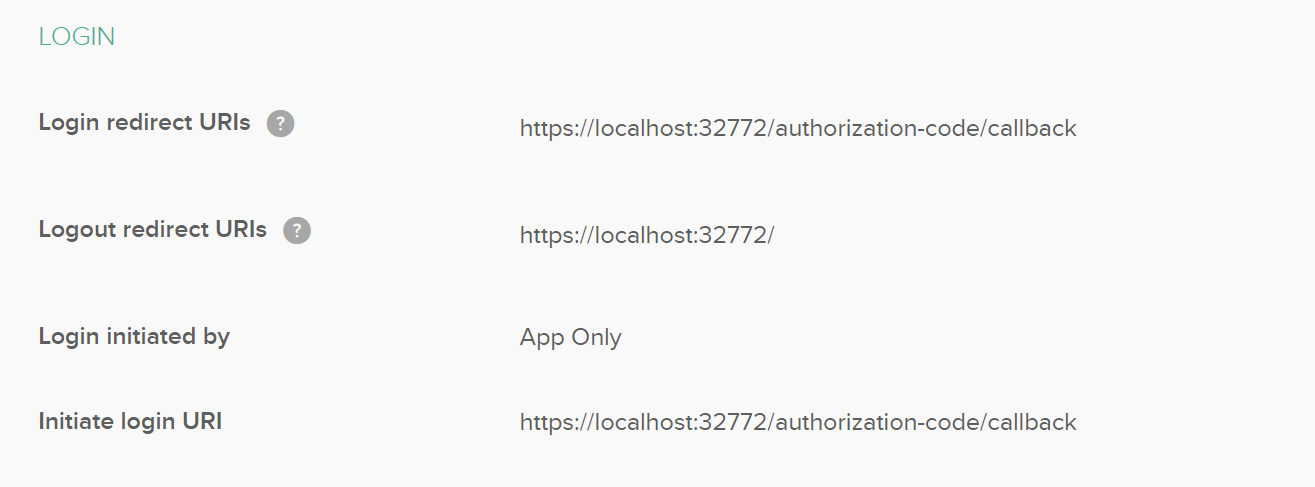 LOGIN
Login redirect URIs ?
https://localhost:32772/authorization-code/callback
Logout redirect URIs ?
https://localhost:32772/
Login initiated by
App Only
Initiate login URI
https://localhost:32772/authorization-code/callback